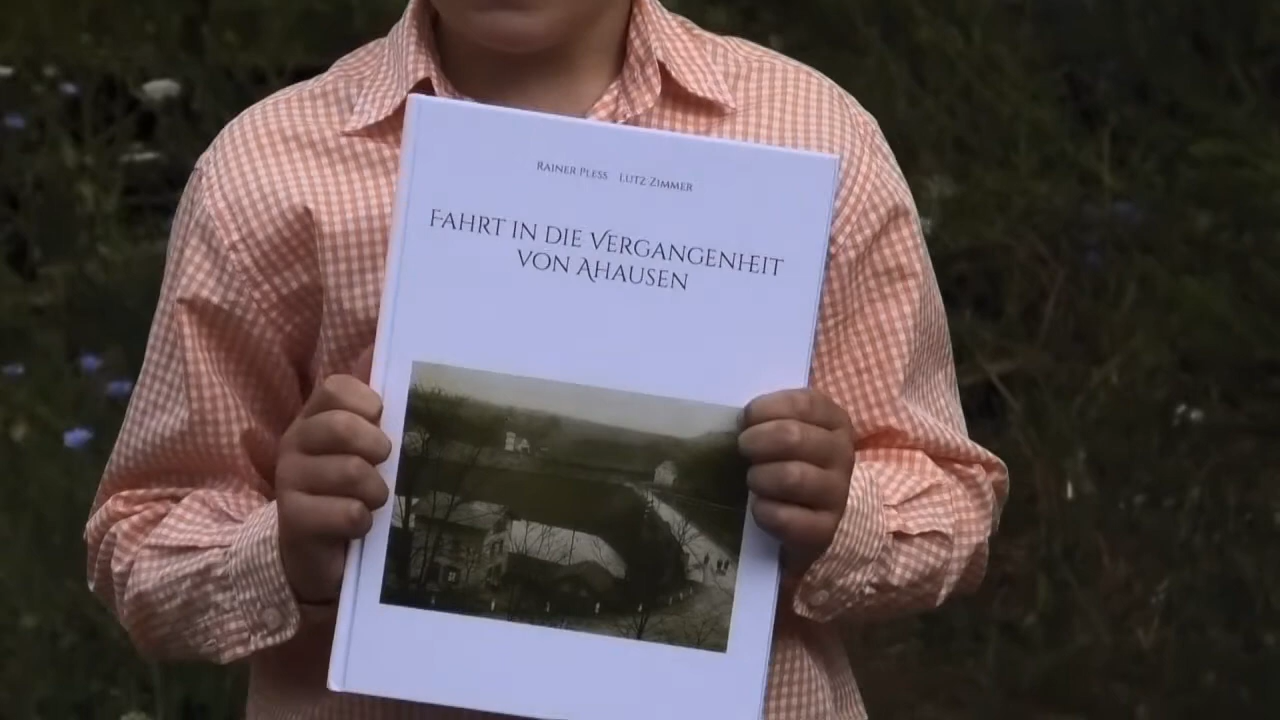 Rainer Pless Lutz Zimmer
Fahrt in die Vergangenheit
von Ahausen